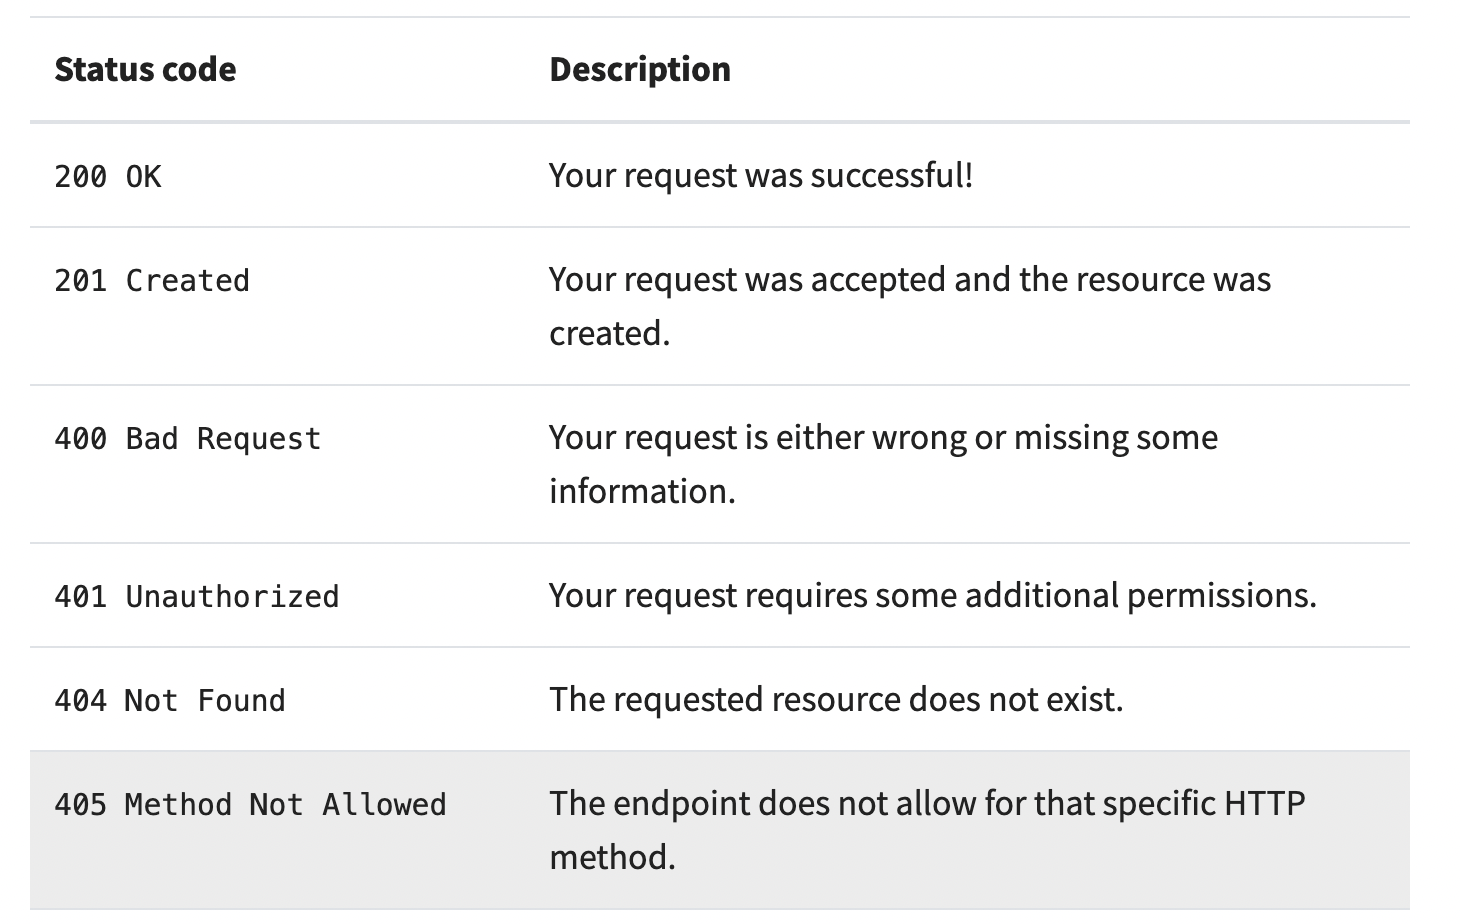 Status code Description
200 OK Your request was successful!
201 Created Your request was accepted and the resource was
created.
400 Bad Request Your request is either wrong or missing some
information.
401 Unauthorized Your request requires some additional permissions.
404 Not Found The requested resource does not exist.
405 Method Not Allowed The endpoint does not allow for that specific HTTP
method.